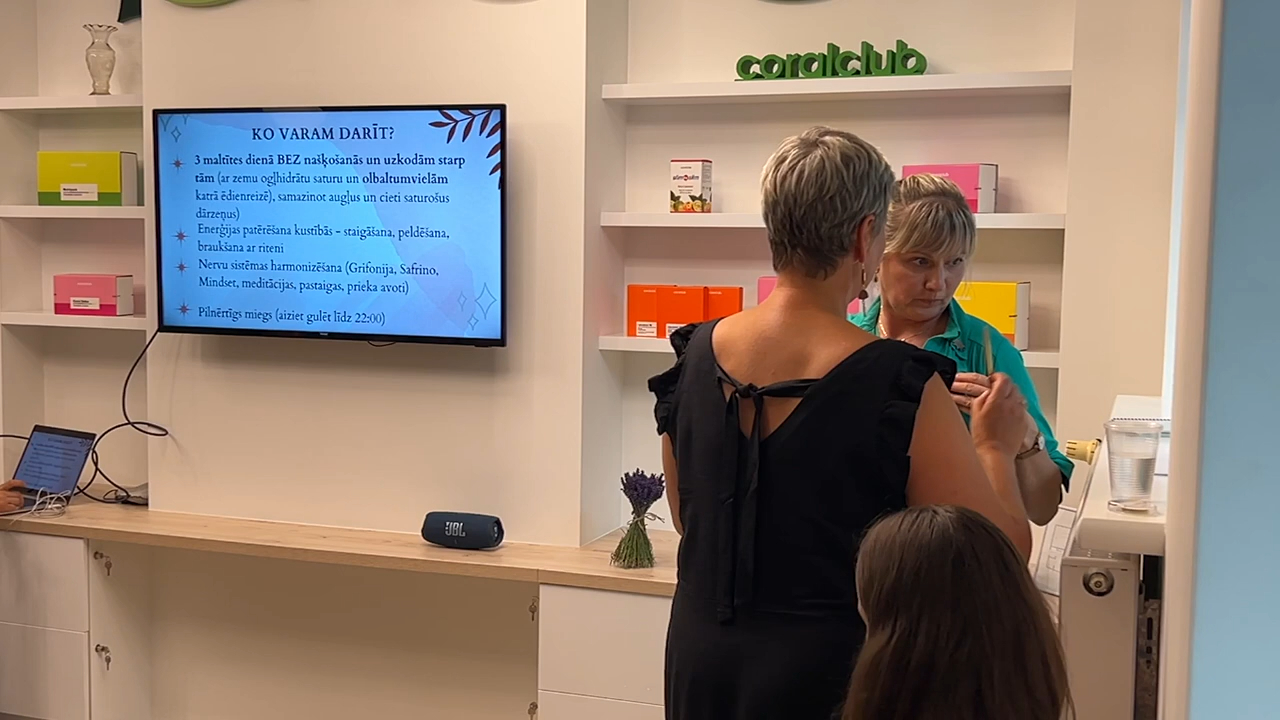 coralclub
KO VARAM DARĪT?
3 maltītes dienā BEZ našķošanās un uzkodām starp
tām (ar zemu ogļhidrātu saturu un olbaltumvielām
katrā ēdienreizē), samazinot augļus un cieti saturošus
dārzeņus)
Enerģijas patērēšana kustībās - staigāšana, peldēšana,
braukšana ar riteni
Nervu sistēmas harmonizēšana (Grifonija, Safrino,
Mindset, meditācijas, pastaigas, prieka avoti)
Pilnērtīgs miegs (aiziet gulēt līdz 22:00)
JBL